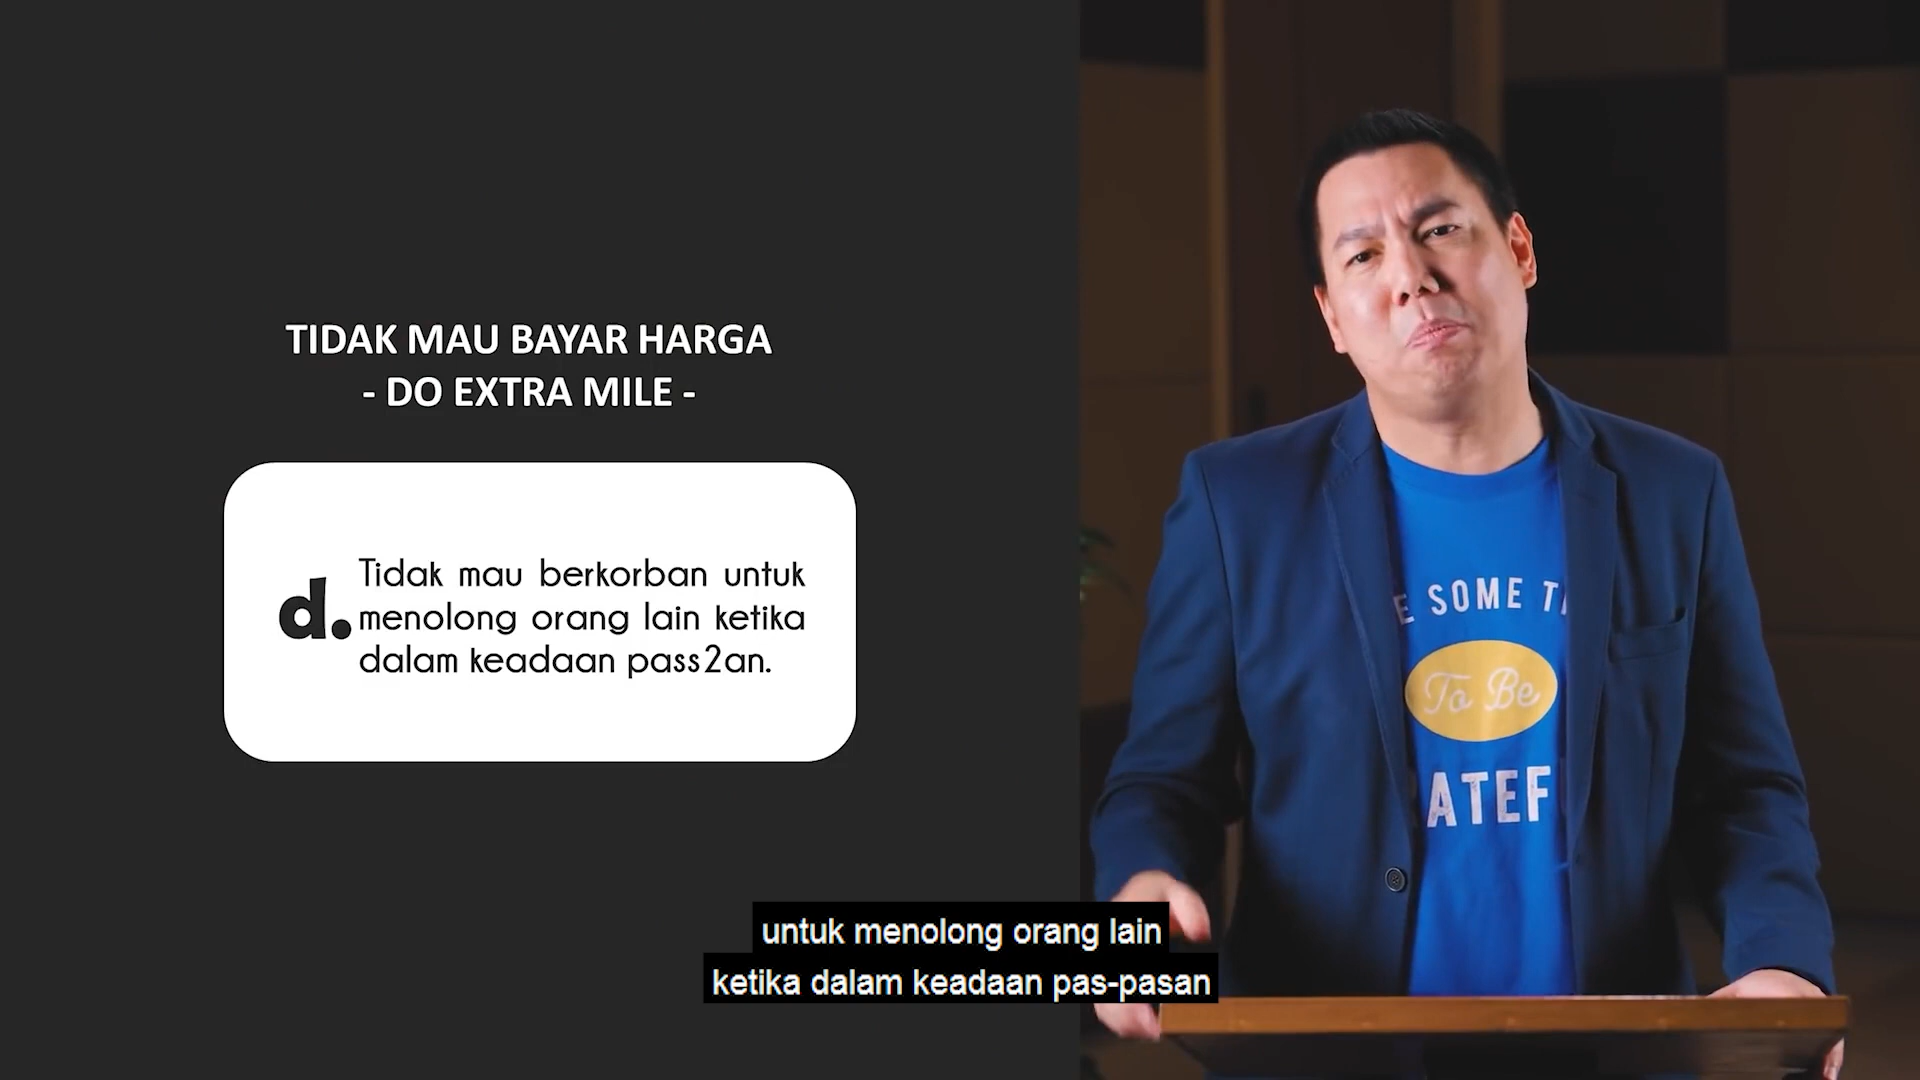 TIDAK MAU BAYAR HARGA
- DO EXTRA MILE -
d.
Tidak mau berkorban untuk
menolong orang lain ketika
dalam keadaan pass2an.
E SOME TI
To Be
ATEF
untuk menolong orang lain
ketika dalam keadaan pas-pasan